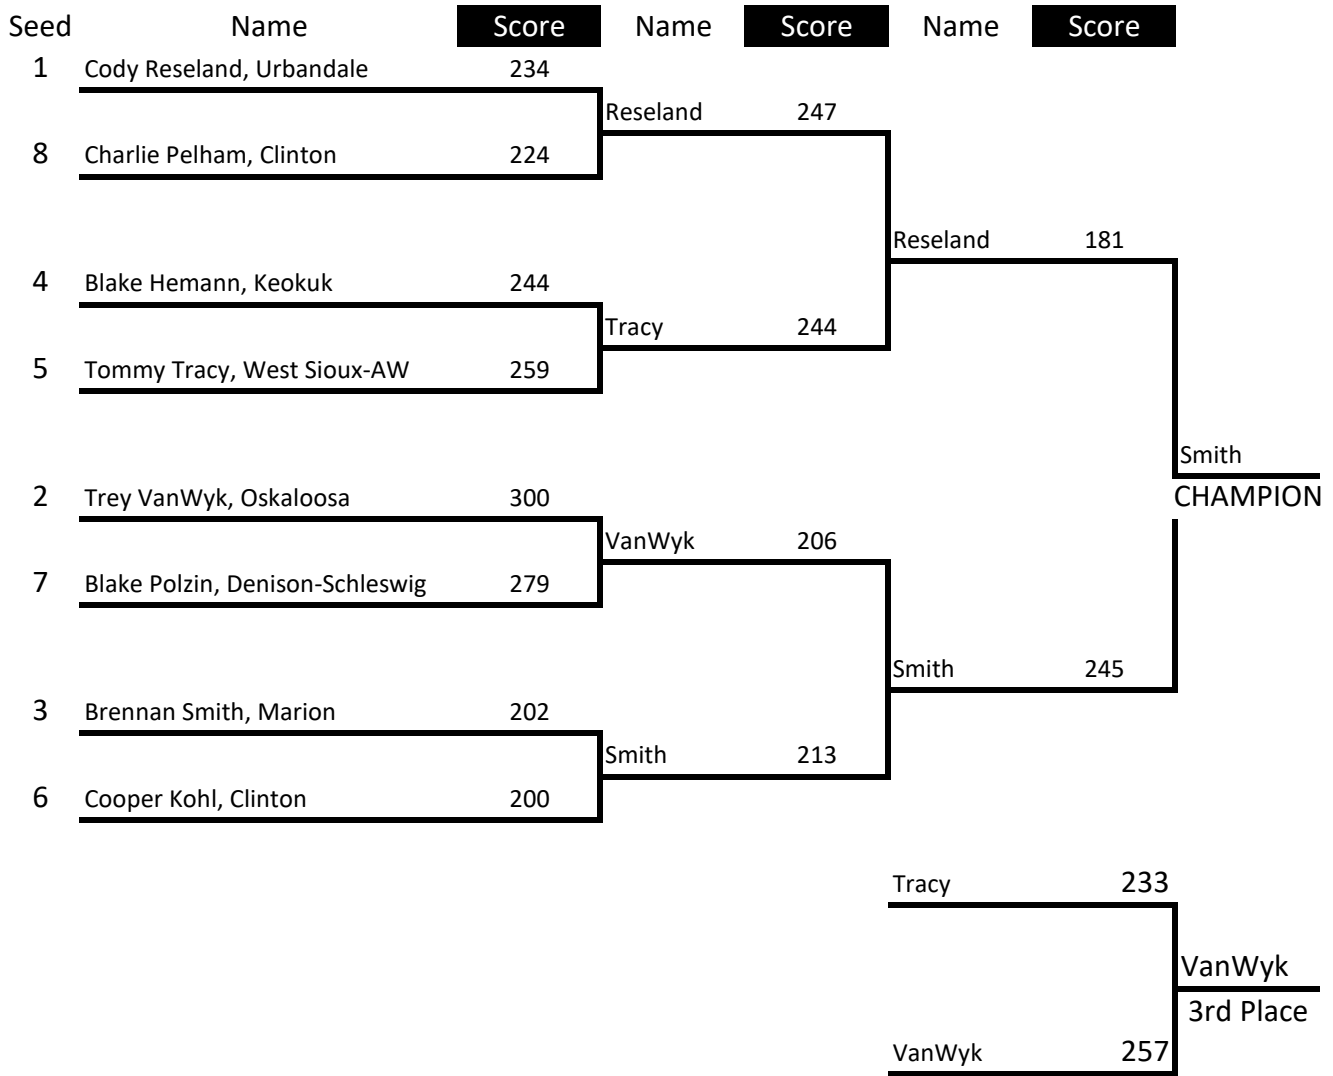 Seed Name Score Name Score Name Score
1 Cody Reseland, Urbandale 234
Reseland 247
8 Charlie Pelham, Clinton 224
Reseland 181
4 Blake Hemann, Keokuk 244
Tracy 244
5 Tommy Tracy, West Sioux-AW 259
Smith
CHAMPION
2 Trey VanWyk, Oskaloosa 300
VanWyk 206
7 Blake Polzin, Denison-Schleswig 279
Smith 245
3 Brennan Smith, Marion 202
Smith 213
6 Cooper Kohl, Clinton 200
Tracy 233
VanWyk
3rd Place
VanWyk 257